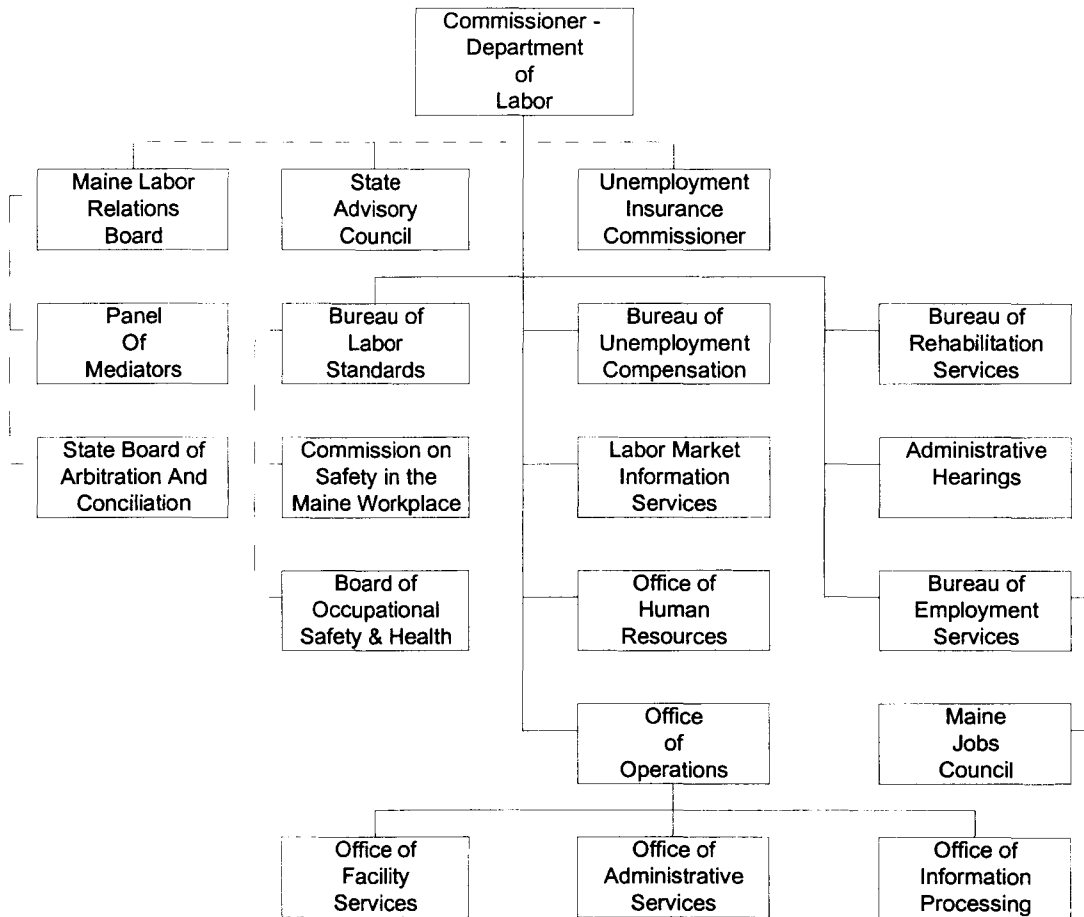 Commissioner -
Department
of
Labor
Maine Labor
Relations
Board
State
Advisory
Council
Unemployment
Insurance
Commissioner
Panel
Of
Mediators
Bureau of
Labor
Standards
Bureau of
Unemployment
Compensation
Bureau of
Rehabilitation
Services
State Board of
Arbitration And
Conciliation
Commission on
Safety in the
Maine Workplace
Labor Market
Information
Services
Administrative
Hearings
Board of
Occupational
Safety & Health
Office of
Human
Resources
Bureau of
Employment
Services
Office
of
Operations
Maine
Jobs
Council
Office of
Facility
Services
Office of
Administrative
Services
Office of
Information
Processing